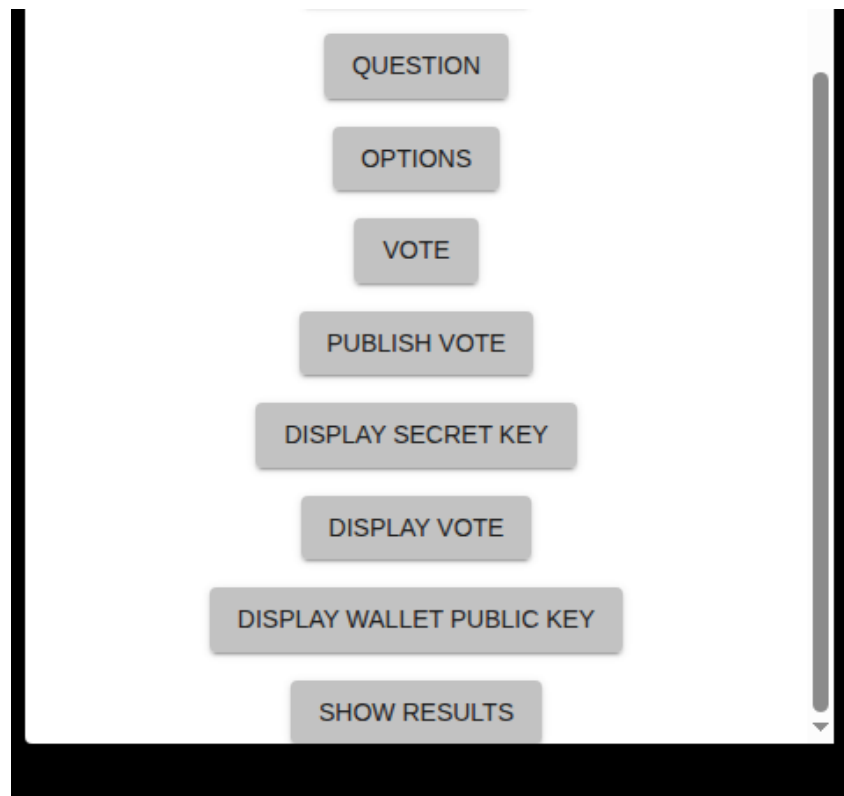 QUESTION
OPTIONS
VOTE
PUBLISH VOTE
DISPLAY SECRET KEY
DISPLAY VOTE
DISPLAY WALLET PUBLIC KEY
SHOW RESULTS